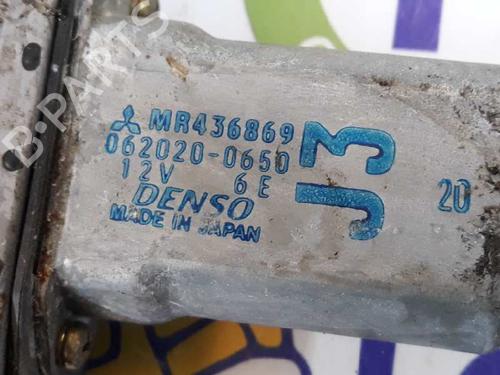 MR436869
062020-0650
12V 6E
DENSO
MADE IN JAPAN
J3
20
B-PARTS